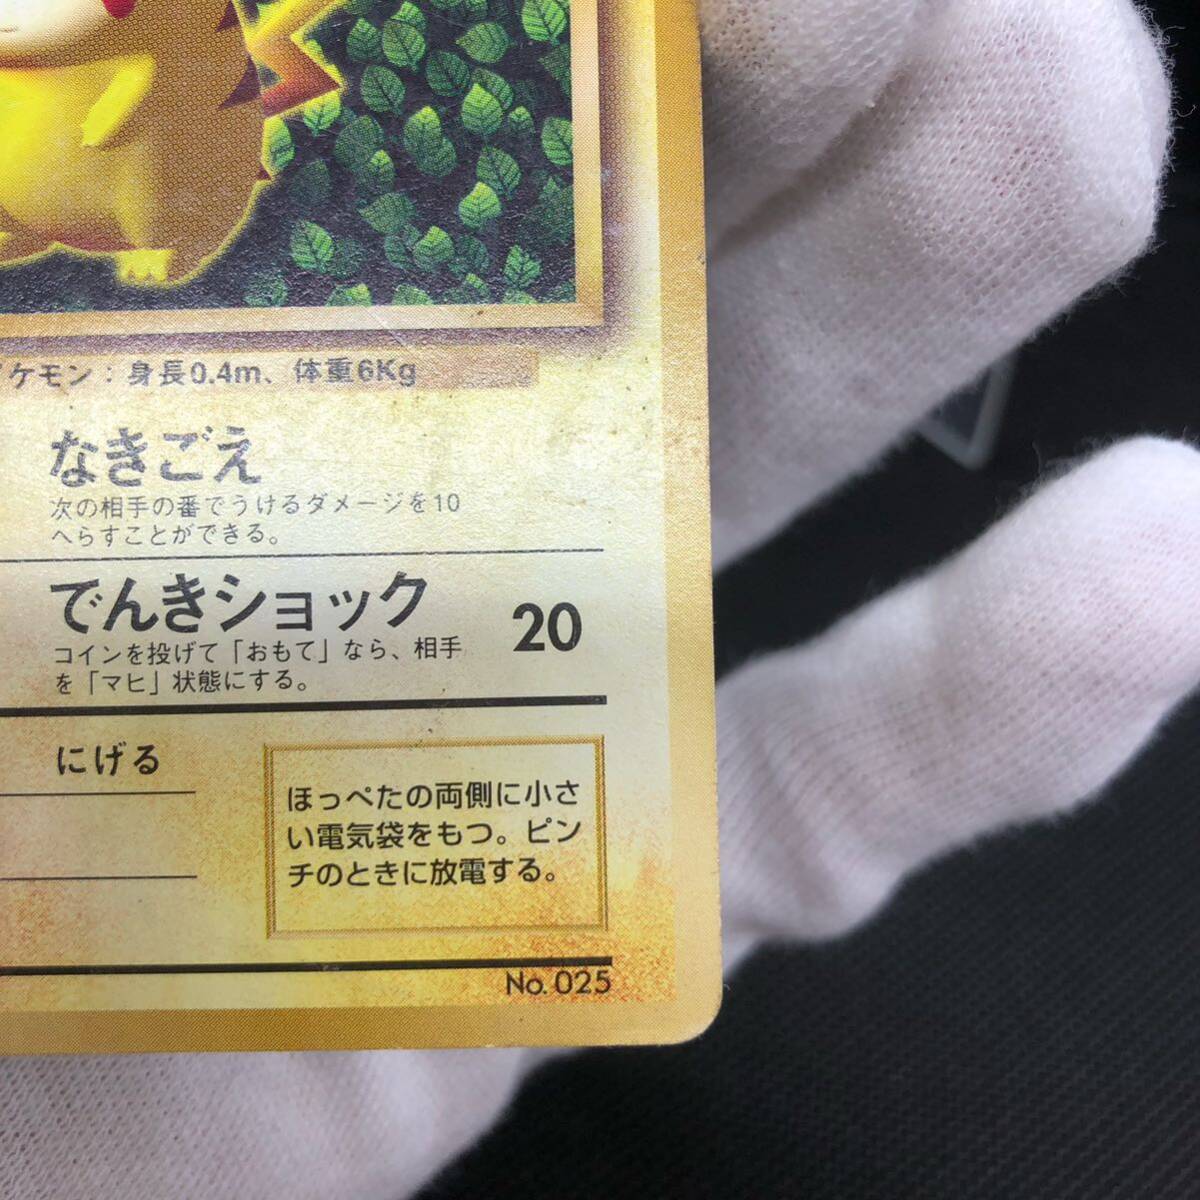 ケモン：身長0.4m、体重6Kg
なきごえ
次の相手の番でうけるダメージを10
へらすことができる。
でんきショック 20
コインを投げて「おもて」なら、相手
を「マヒ」状態にする。
にげる
ほっぺたの両側に小さ
い電気袋をもつ。ピン
チのときに放電する。
No. 025